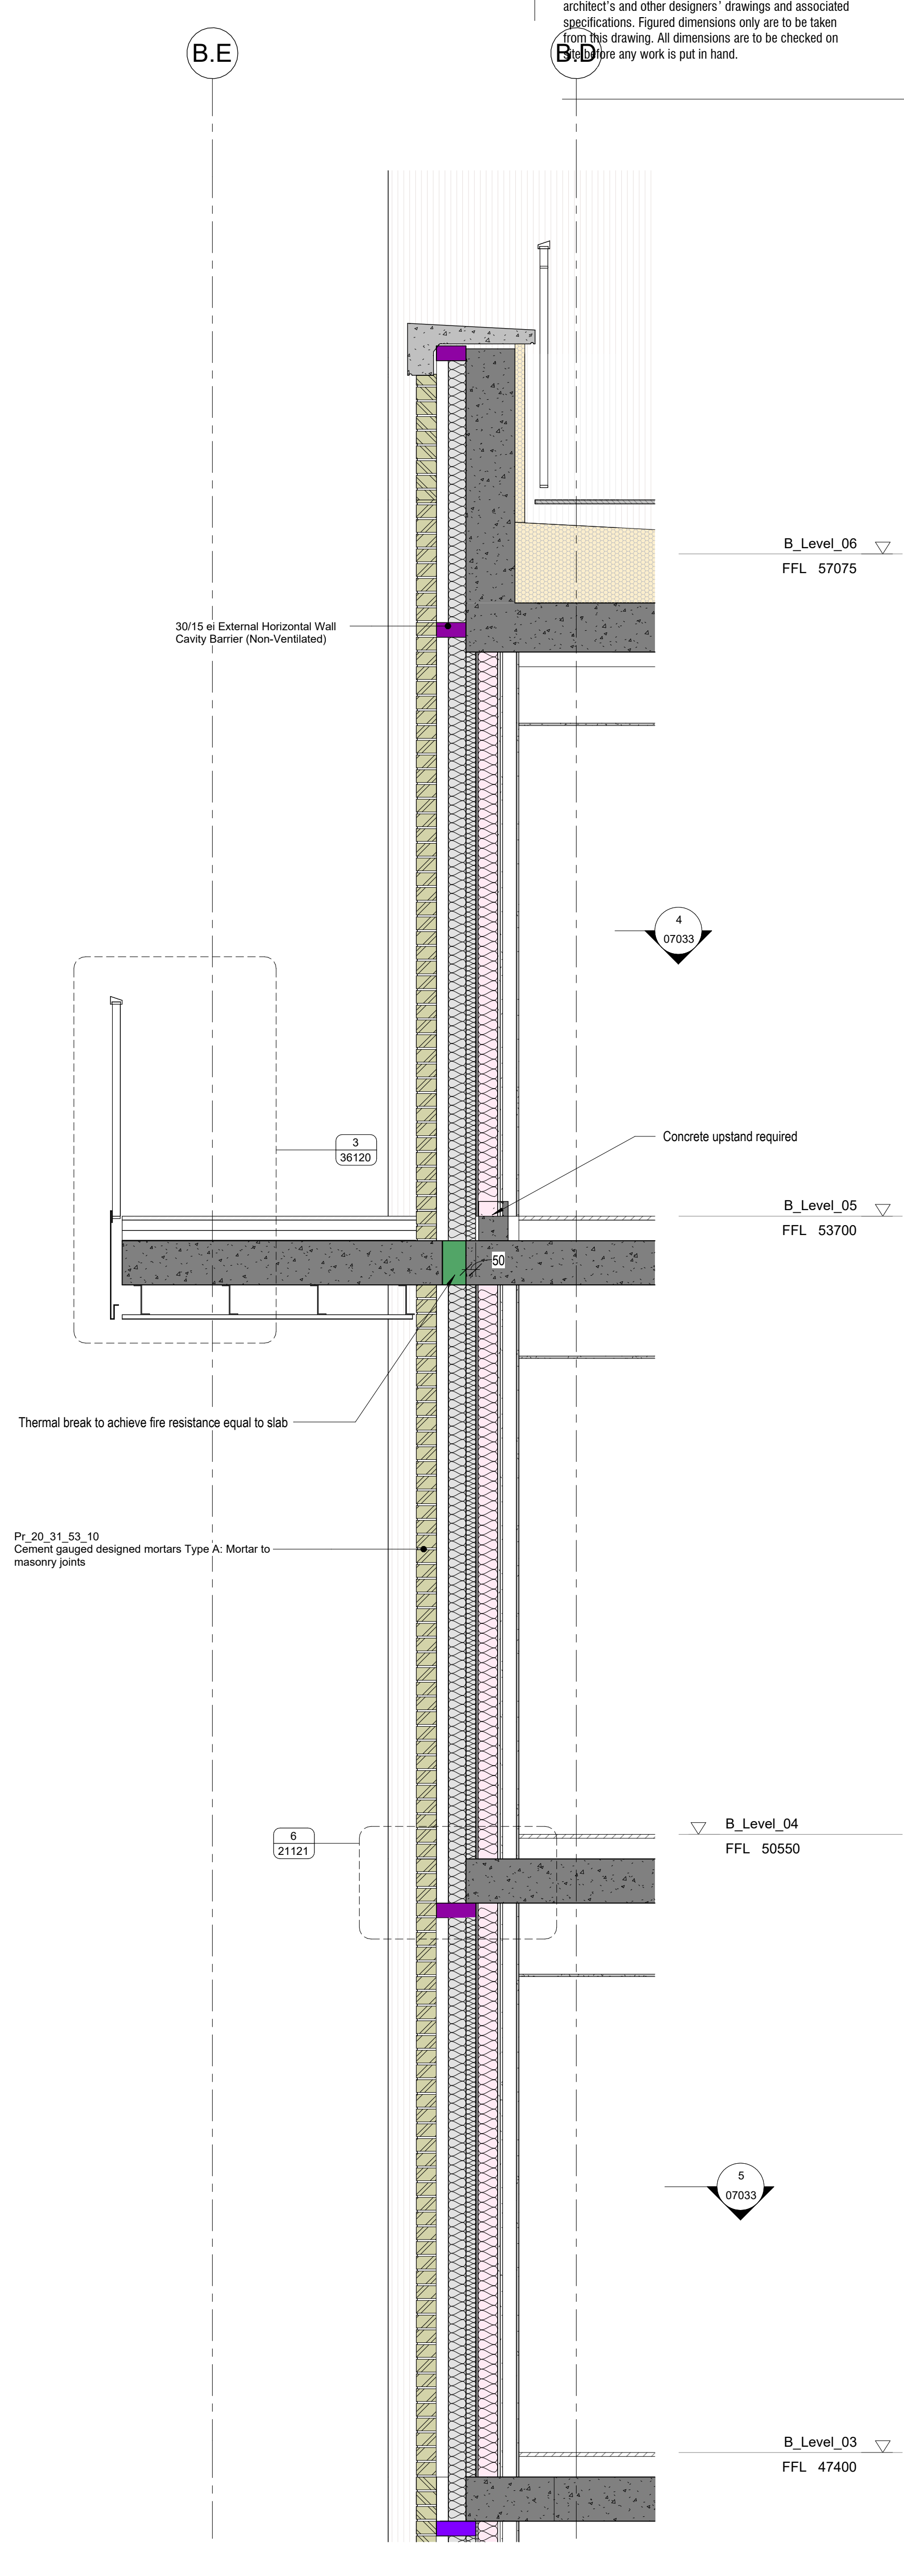 architect's and other designers' drawings and associated
specifications. Figured dimensions only are to be taken
from this drawing. All dimensions are to be checked on
site before any work is put in hand.
B.E
B.D
B_Level_06
FFL 57075
30/15 ei External Horizontal Wall
Cavity Barrier (Non-Ventilated)
4
07033
3
36120
Concrete upstand required
B_Level_05
FFL 53700
50
Thermal break to achieve fire resistance equal to slab
Pr_20_31_53_10
Cement gauged designed mortars Type A: Mortar to
masonry joints
B_Level_04
FFL 50550
6
21121
5
07033
B_Level_03
FFL 47400